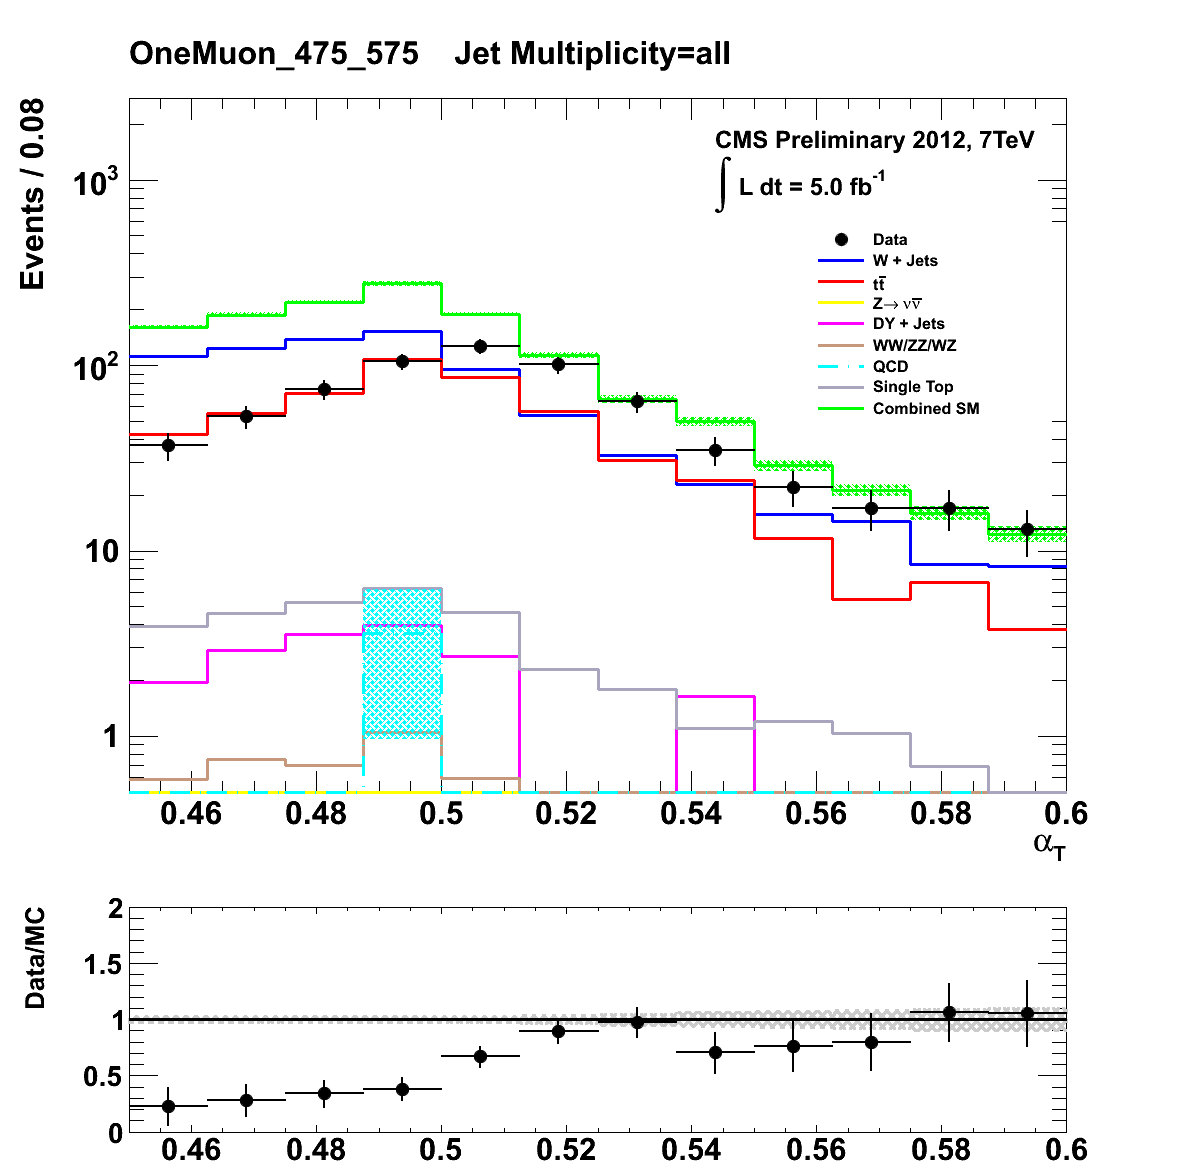 OneMuon_475_575 Jet Multiplicity=all
Events / 0.08
CMS Preliminary 2012, 7TeV
∫ L dt = 5.0 fb⁻¹
Data
W + Jets
tt̅
Z→ νν̅
DY + Jets
WW/ZZ/WZ
QCD
Single Top
Combined SM
10³
10²
10
1
0.46 0.48 0.5 0.52 0.54 0.56 0.58 0.6
α_T
Data/MC
2
1.5
1
0.5
0
0.46 0.48 0.5 0.52 0.54 0.56 0.58 0.6